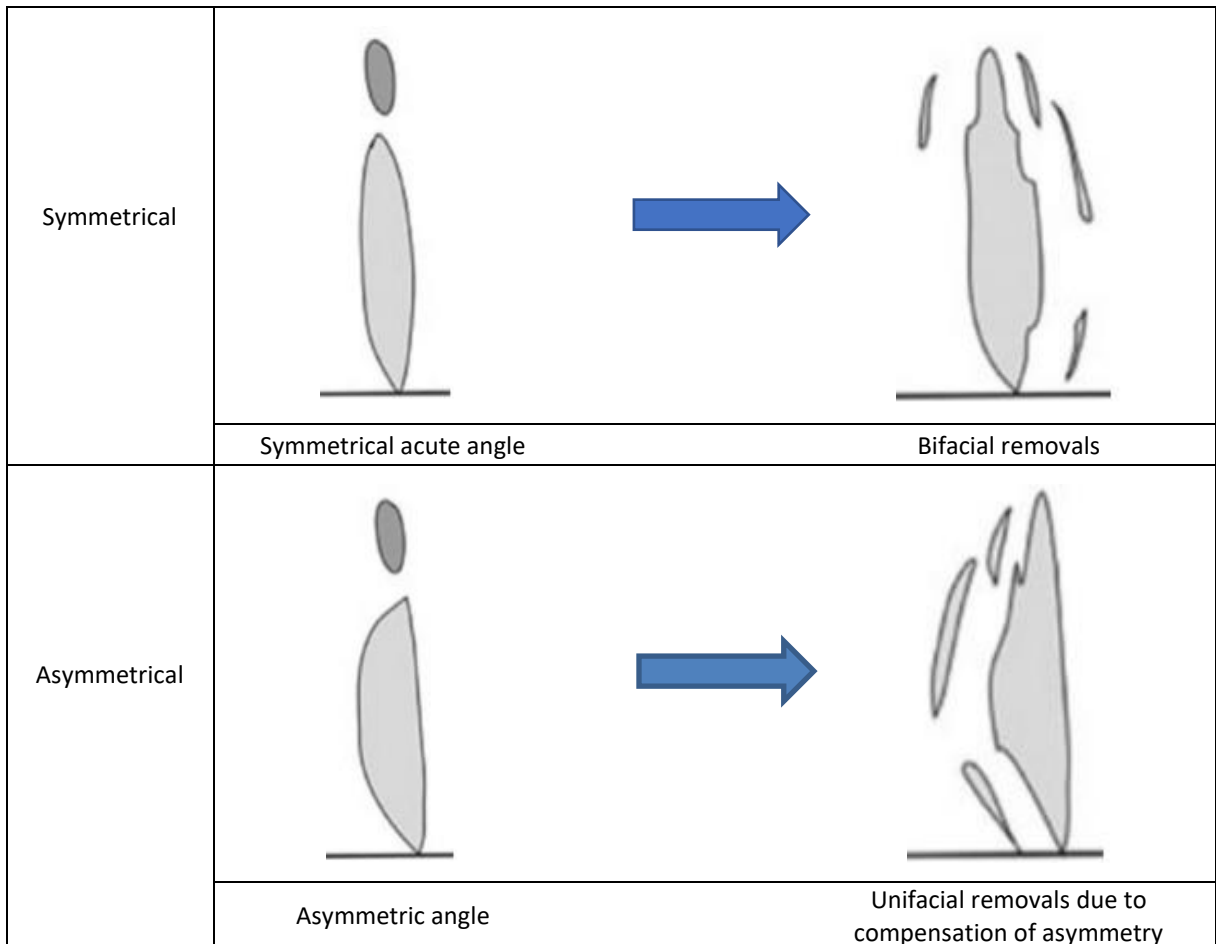 Symmetrical
Symmetrical acute angle
Bifacial removals
Asymmetrical
Asymmetric angle
Unifacial removals due to
compensation of asymmetry